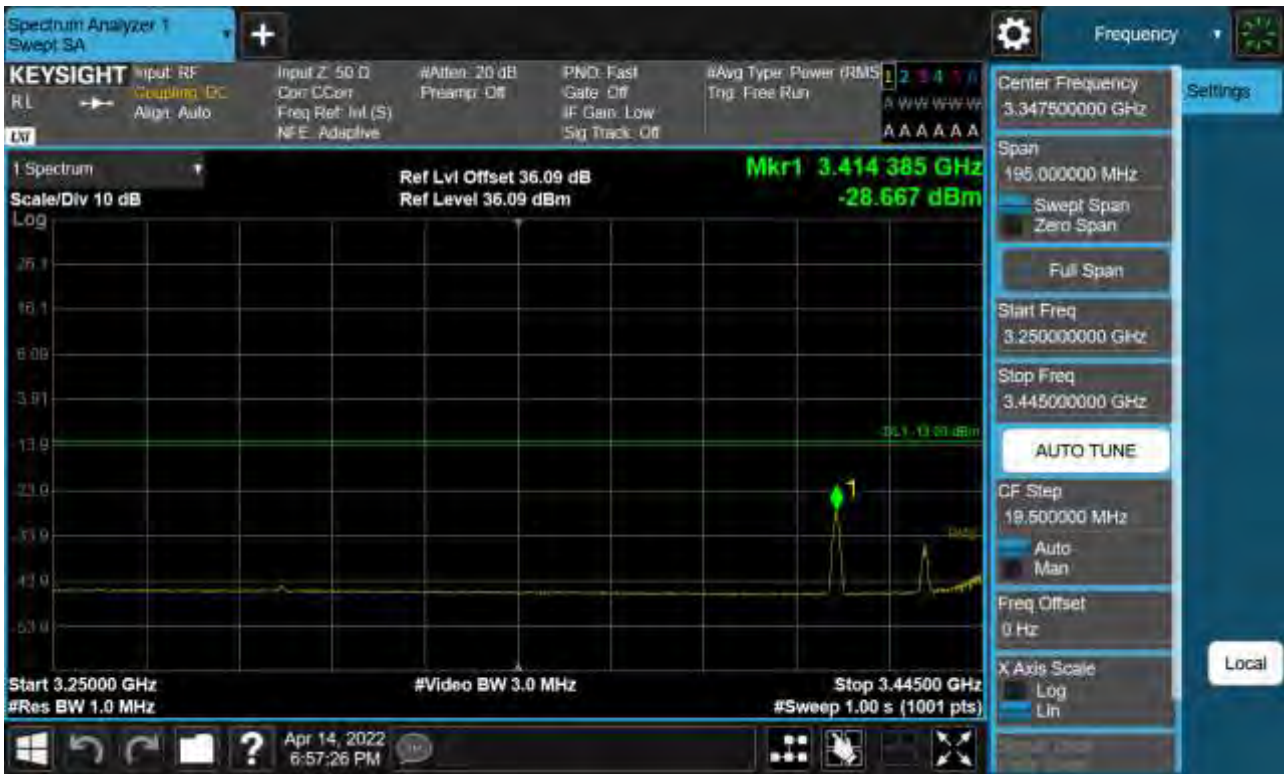 Spectrum Analyzer 1
Swept SA
Frequency
KEYSIGHT
RL
Input: RF
Coupling: DC
Align: Auto
Input Z: 50 Ω
Corr CCorr
Freq Ref: Int (S)
NFE: Adaptive
#Atten: 20 dB
Preamp: Off
PNO: Fast
Gate: Off
IF Gain: Low
Sig Track: Off
#Avg Type: Power (RMS
Trig: Free Run
1 2 3 4 5 6
A W W W W W
A A A A A A
1 Spectrum
Scale/Div 10 dB
Log
Ref Lvl Offset 36.09 dB
Ref Level 36.09 dBm
Mkr1 3.414 385 GHz
-28.667 dBm
26.1
16.1
6.09
-3.91
-13.9
-23.9
-33.9
-43.9
-53.9
DL1 -13.00 dBm
1
RMS
Start 3.25000 GHz
#Res BW 1.0 MHz
#Video BW 3.0 MHz
Stop 3.44500 GHz
#Sweep 1.00 s (1001 pts)
Apr 14, 2022
6:57:26 PM
Center Frequency
3.347500000 GHz
Span
195.000000 MHz
Swept Span
Zero Span
Full Span
Start Freq
3.250000000 GHz
Stop Freq
3.445000000 GHz
AUTO TUNE
CF Step
19.500000 MHz
Auto
Man
Freq Offset
0 Hz
X Axis Scale
Log
Lin
Settings
Local